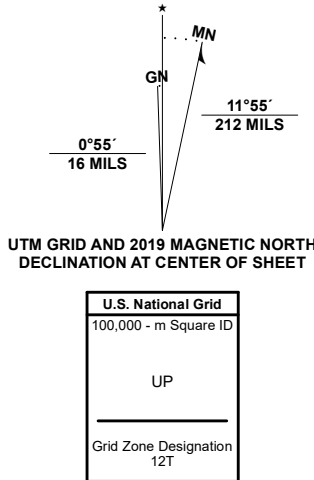 ★
MN
GN
11°55´
212 MILS
0°55´
16 MILS
UTM GRID AND 2019 MAGNETIC NORTH
DECLINATION AT CENTER OF SHEET
U.S. National Grid
100,000 - m Square ID
UP
Grid Zone Designation
12T